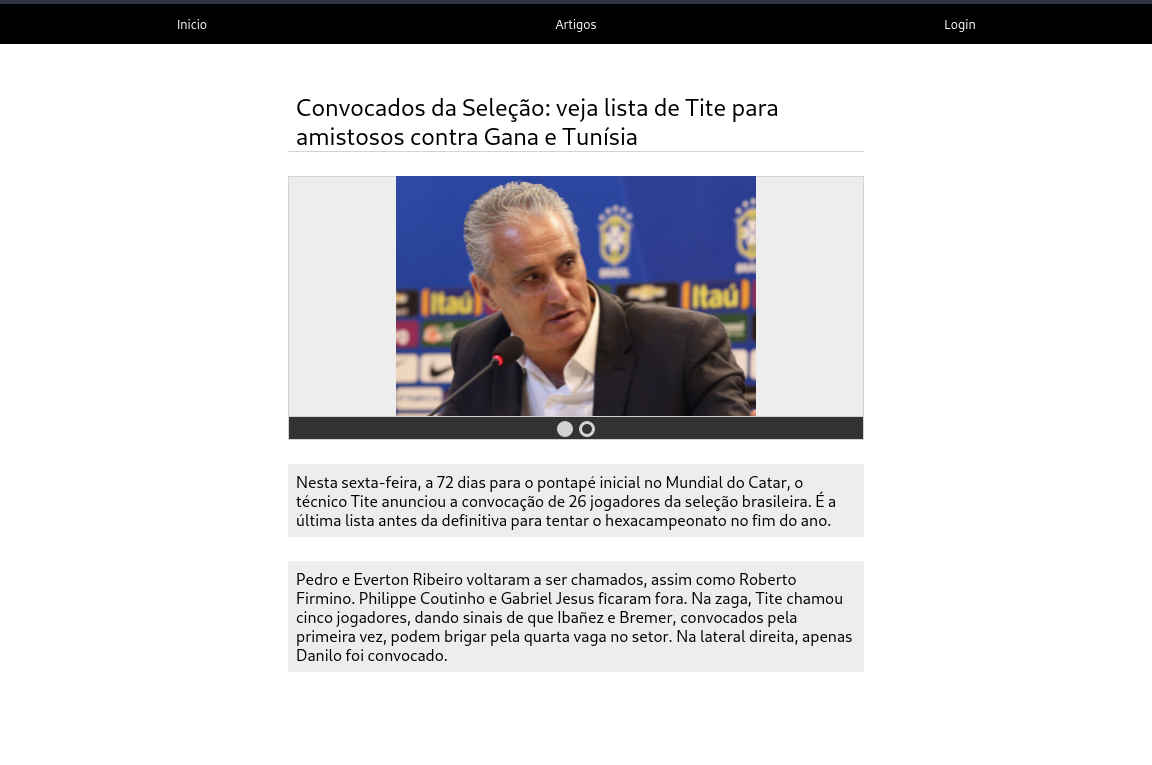 Inicio
Artigos
Login
Convocados da Seleção: veja lista de Tite para
amistosos contra Gana e Tunísia
BRASIL
Itaú
Itaú
Nesta sexta-feira, a 72 dias para o pontapé inicial no Mundial do Catar, o
técnico Tite anunciou a convocação de 26 jogadores da seleção brasileira. É a
última lista antes da definitiva para tentar o hexacampeonato no fim do ano.
Pedro e Everton Ribeiro voltaram a ser chamados, assim como Roberto
Firmino. Philippe Coutinho e Gabriel Jesus ficaram fora. Na zaga, Tite chamou
cinco jogadores, dando sinais de que Ibañez e Bremer, convocados pela
primeira vez, podem brigar pela quarta vaga no setor. Na lateral direita, apenas
Danilo foi convocado.